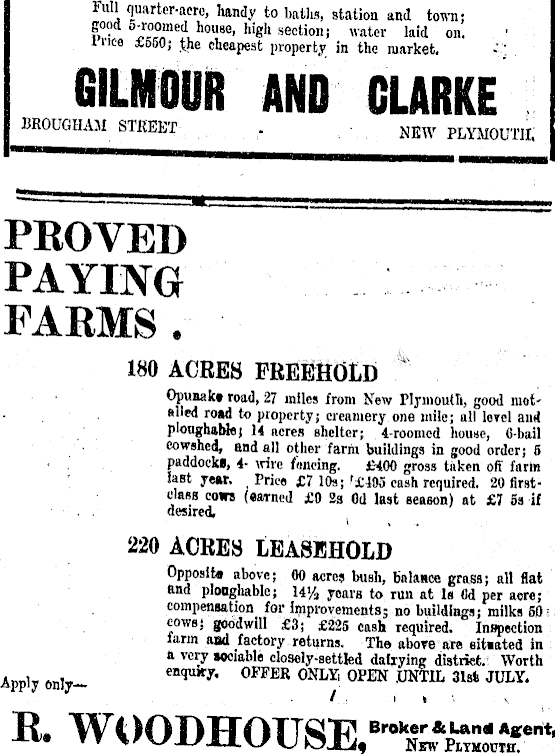 Full quarter-acre, handy to baths, station and town;
good 5-roomed house, high section; water laid on.
Price £550; the cheapest property in the market.
GILMOUR AND CLARKE
BROUGHAM STREET NEW PLYMOUTH.
PROVED
PAYING
FARMS.
180 ACRES FREEHOLD
Opunake road, 27 miles from New Plymouth, good met-
alled road to property; creamery one mile; all level and
ploughable; 14 acres shelter; 4-roomed house, 6-bail
cowshed, and all other farm buildings in good order; 5
paddocks, 4- wire fencing. £400 gross taken off farm
last year. Price £7 10s; £495 cash required. 20 first-
class cows (earned £9 2s 6d last season) at £7 5s if
desired.
220 ACRES LEASEHOLD
Opposite above; 60 acres bush, balance grass; all flat
and ploughable; 14½ years to run at 1s 6d per acre;
compensation for improvements; no buildings; milks 50
cows; goodwill £3; £225 cash required. Inspection
farm and factory returns. The above are situated in
a very sociable closely-settled dairying district. Worth
enquiry. OFFER ONLY OPEN UNTIL 31st JULY.
Apply only—
R. WOODHOUSE, Broker & Land Agent,
NEW PLYMOUTH.